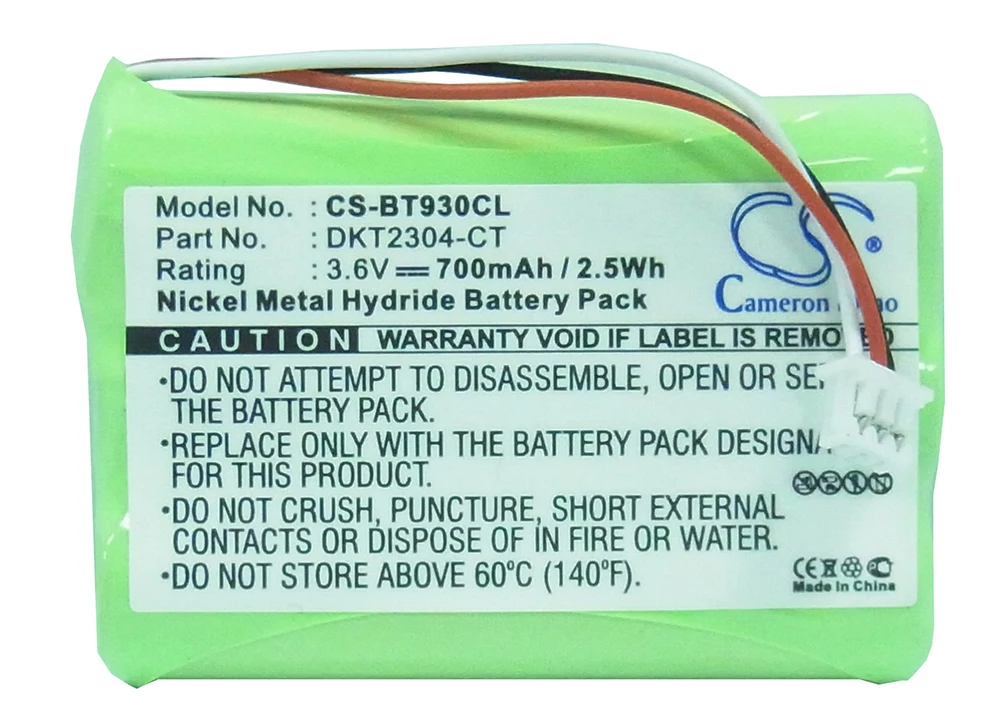 Model No. : CS-BT930CL
Part No. : DKT2304-CT
Rating : 3.6V 700mAh / 2.5Wh
Nickel Metal Hydride Battery Pack
CS®
Cameron
CAUTION WARRANTY VOID IF LABEL IS
•DO NOT ATTEMPT TO DISASSEMBLE, OPEN OR
THE BATTERY PACK.
•REPLACE ONLY WITH THE BATTERY PACK
FOR THIS PRODUCT.
•DO NOT CRUSH, PUNCTURE, SHORT EXTERNAL
CONTACTS OR DISPOSE OF IN FIRE OR WATER.
•DO NOT STORE ABOVE 60°C (140°F).
CE
Made In China